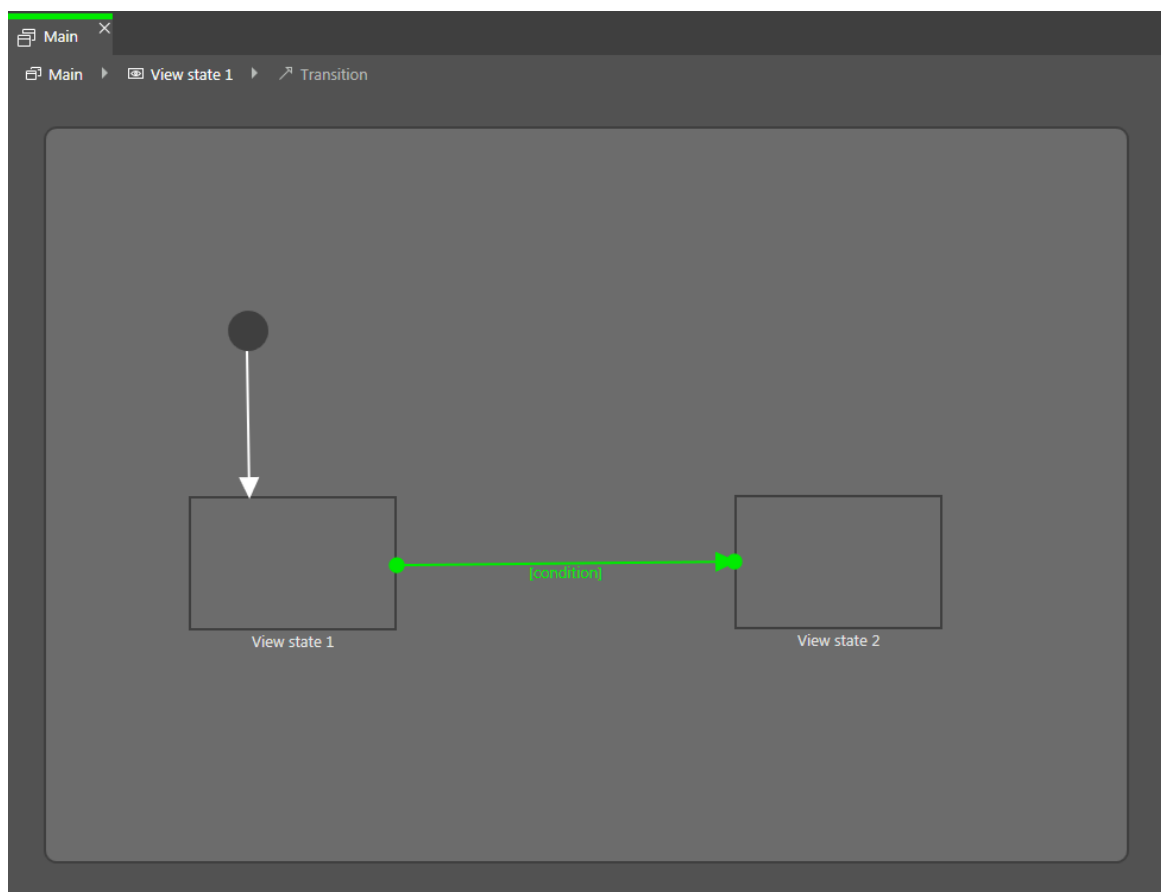 Main
Main View state 1 Transition
[condition]
View state 1
View state 2